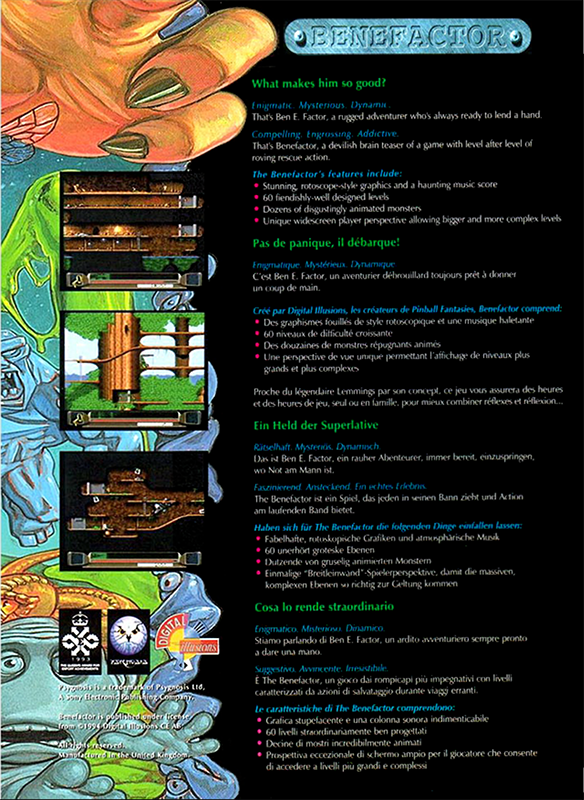 BENEFACTOR
What makes him so good?
Enigmatic. Mysterious. Dynamic.
That's Ben E. Factor, a rugged adventurer who's always ready to lend a hand.
Compelling. Engrossing. Addictive.
That's Benefactor, a devilish brain teaser of a game with level after level of
roving rescue action.
The Benefactor's features include:
• Stunning, rotoscope-style graphics and a haunting music score
• 60 fiendishly-well designed levels
• Dozens of disgustingly animated monsters
• Unique widescreen player perspective allowing bigger and more complex levels
Pas de panique, il débarque!
Enigmatique. Mystérieux. Dynamique
C'est Ben E. Factor, un aventurier débrouillard toujours prêt à donner
un coup de main.
Crée par Digital Illusions, les créateurs de Pinball Fantasies, Benefactor comprend:
• Des graphismes fouillés de style rotoscopique et une musique haletante
• 60 niveaux de difficulté croissante
• Des douzaines de monstres répugnants animés
• Une perspective de vue unique permettant l'affichage de niveaux plus
grands et plus complexes
Proche du légendaire Lemmings par son concept, ce jeu vous assurera des heures
et des heures de jeu, seul ou en famille, pour mieux combiner réflexes et réflexion...
Ein Held der Superlative
Rätselhaft. Mysteriös. Dynamisch.
Das ist Ben E. Factor, ein rauher Abenteurer, immer bereit, einzuspringen,
wo Not am Mann ist.
Faszinierend. Ansteckend. Ein echtes Erlebnis.
The Benefactor ist ein Spiel, das jeden in seinen Bann zieht und Action
am laufenden Band bietet.
Haben sich für The Benefactor die folgenden Dinge einfallen lassen:
• Fabelhafte, rotoskopische Grafiken and atmosphärische Musik
• 60 unerhört groteske Ebenen
• Dutzende von gruselig animierten Monstern
• Einmalige "Breitleinwand"-Spielerperspektive, damit die massiven,
komplexen Ebenen so richtig zur Geltung kommen
Cosa lo rende straordinario
Enigmatico. Misterioso. Dinamico.
Stiamo parlando di Ben E. Factor, un ardito avventuriero sempre pronto
a dare una mano.
Suggestivo. Avvincente. Irresistibile.
È The Benefactor, un gioco dai rompicapi più impegnativi con livelli
caratterizzati da azioni di salvataggio durante viaggi erranti.
Le caratteristiche di The Benefactor comprendono:
• Grafica stupefacente e una colonna sonora indimenticabile
• 60 livelli straordinariamente ben progettati
• Decine di mostri incredibilmente animati
• Prospettiva eccezionale di schermo ampio per il giocatore che consente
di accedere a livelli più grandi e complessi
THE QUEEN'S AWARD FOR
EXPORT ACHIEVEMENT
PSYGNOSIS
DIGITAL
illusions
Psygnosis is a trademark of Psygnosis Ltd,
A Sony Electronic Publishing Company.
Benefactor is published under license
from ©1994 Digital Illusions CE AB.
All rights reserved.
Manufactured in the United Kingdom.